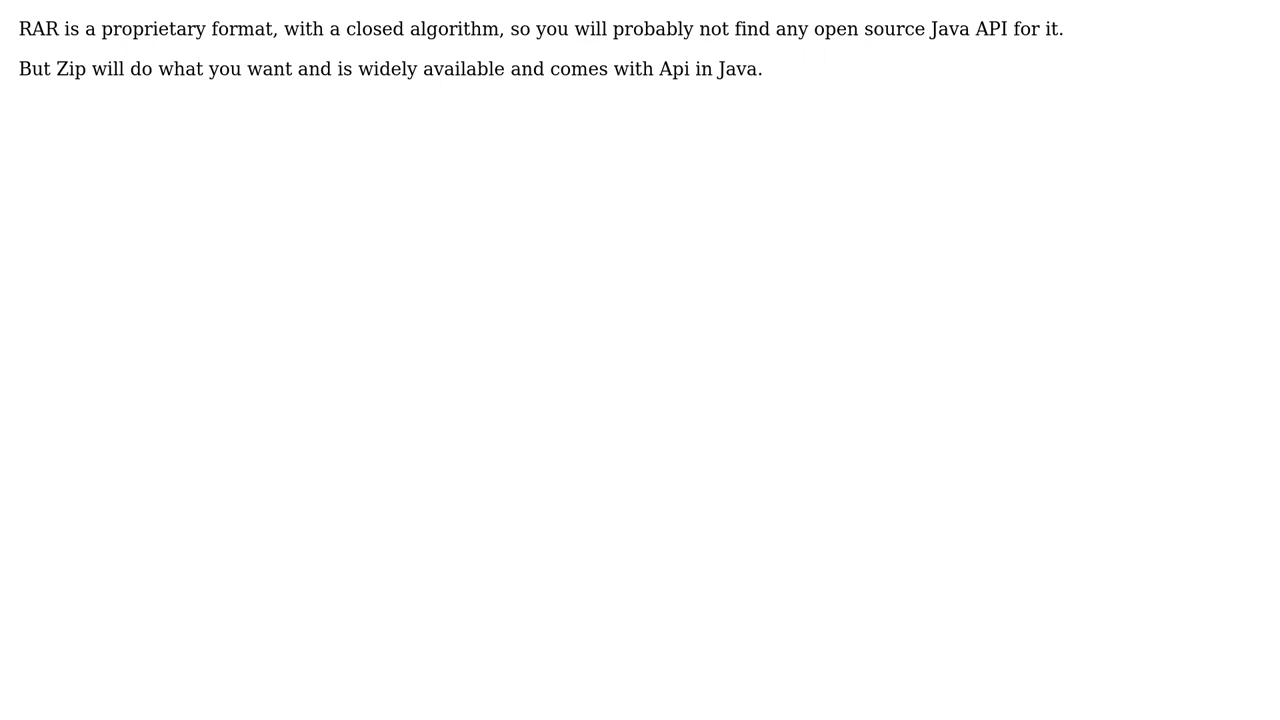 RAR is a proprietary format, with a closed algorithm, so you will probably not find any open source Java API for it.
But Zip will do what you want and is widely available and comes with Api in Java.